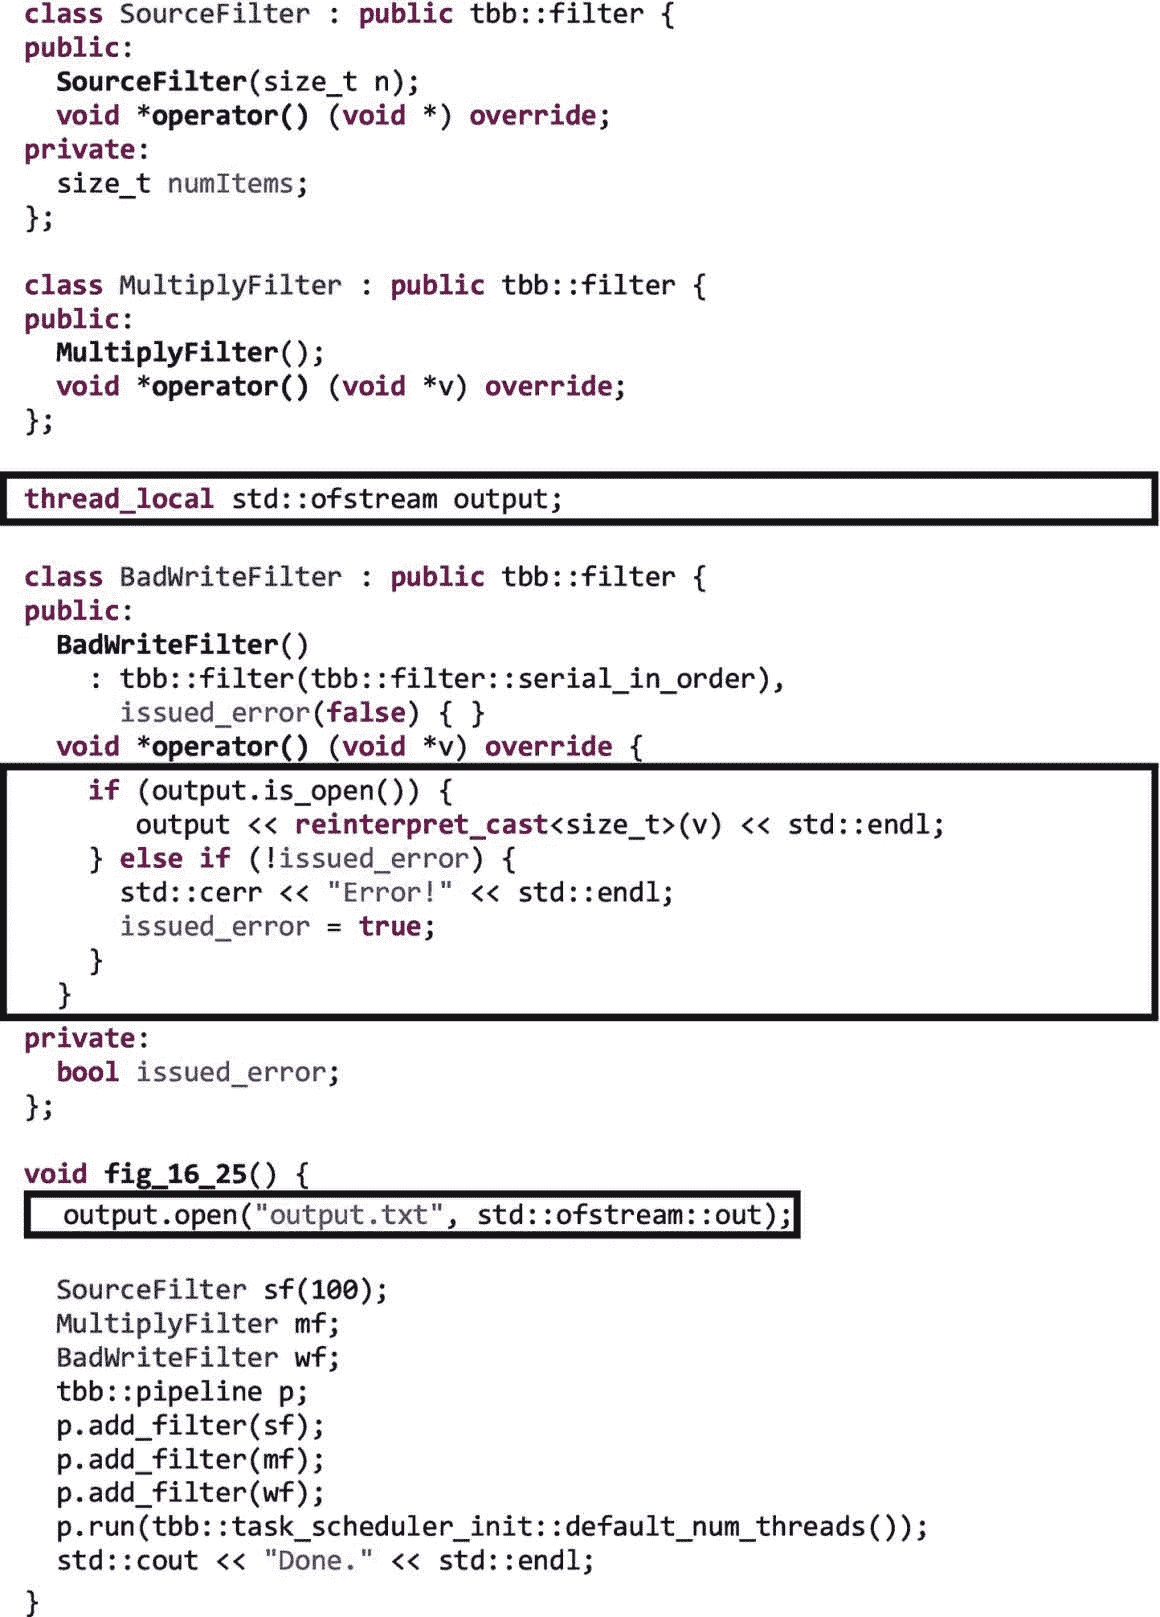 class SourceFilter : public tbb::filter {
public:
  SourceFilter(size_t n);
  void *operator() (void *) override;
private:
  size_t numItems;
};

class MultiplyFilter : public tbb::filter {
public:
  MultiplyFilter();
  void *operator() (void *v) override;
};

thread_local std::ofstream output;

class BadWriteFilter : public tbb::filter {
public:
  BadWriteFilter()
    : tbb::filter(tbb::filter::serial_in_order),
      issued_error(false) { }
  void *operator() (void *v) override {
    if (output.is_open()) {
       output << reinterpret_cast<size_t>(v) << std::endl;
    } else if (!issued_error) {
      std::cerr << "Error!" << std::endl;
      issued_error = true;
    }
  }
private:
  bool issued_error;
};

void fig_16_25() {
  output.open("output.txt", std::ofstream::out);

  SourceFilter sf(100);
  MultiplyFilter mf;
  BadWriteFilter wf;
  tbb::pipeline p;
  p.add_filter(sf);
  p.add_filter(mf);
  p.add_filter(wf);
  p.run(tbb::task_scheduler_init::default_num_threads());
  std::cout << "Done." << std::endl;
}